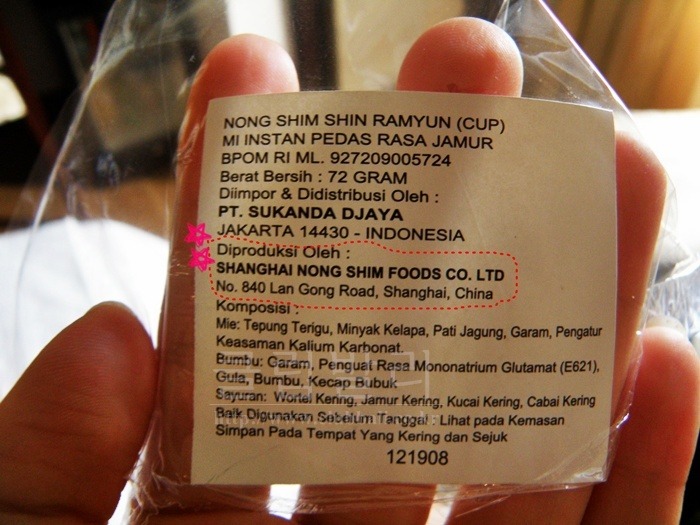 NONG SHIM SHIN RAMYUN (CUP)
MI INSTAN PEDAS RASA JAMUR
BPOM RI ML. 927209005724
Berat Bersih : 72 GRAM
Diimpor & Didistribusi Oleh :
PT. SUKANDA DJAYA
JAKARTA 14430 - INDONESIA
Diproduksi Oleh :
SHANGHAI NONG SHIM FOODS CO. LTD
No. 840 Lan Gong Road, Shanghai, China
Komposisi :
Mie: Tepung Terigu, Minyak Kelapa, Pati Jagung, Garam, Pengatur
Keasaman Kalium Karbonat.
Bumbu: Garam, Penguat Rasa Mononatrium Glutamat (E621),
Gula, Bumbu, Kecap Bubuk
Sayuran: Wortel Kering, Jamur Kering, Kucai Kering, Cabai Kering
Baik Digunakan Sebelum Tanggal : Lihat pada Kemasan
Simpan Pada Tempat Yang Kering dan Sejuk
121908